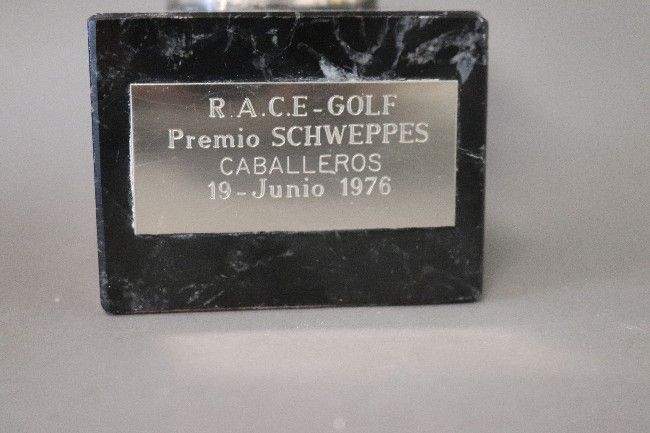 R.A.C.E-GOLF
Premio SCHWEPPES
CABALLEROS
19-Junio 1976